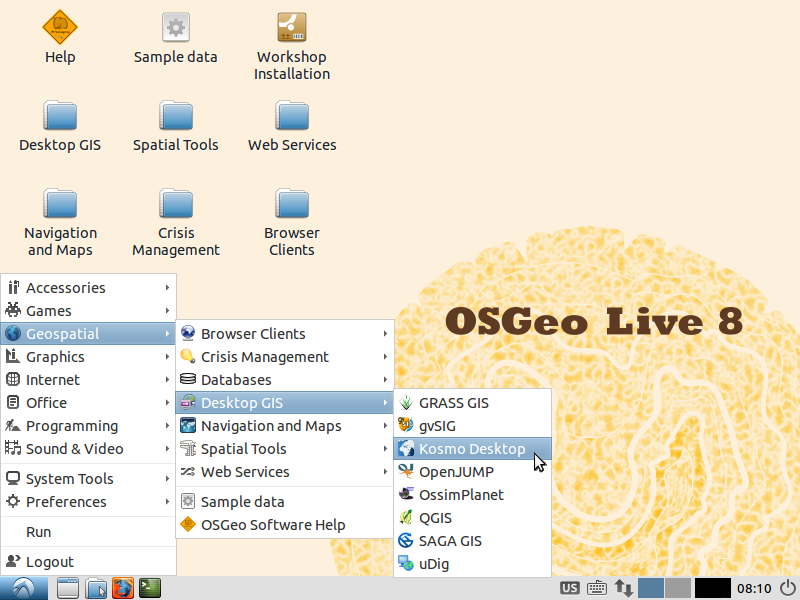 Help
Sample data
Workshop
Installation
Desktop GIS
Spatial Tools
Web Services
Navigation
and Maps
Crisis
Management
Browser
Clients
OSGeo Live 8
Accessories
Games
Geospatial
Graphics
Internet
Office
Programming
Sound & Video
System Tools
Preferences
Run
Logout
Browser Clients
Crisis Management
Databases
Desktop GIS
Navigation and Maps
Spatial Tools
Web Services
Sample data
OSGeo Software Help
GRASS GIS
gvSIG
Kosmo Desktop
OpenJUMP
OssimPlanet
QGIS
SAGA GIS
uDig
US
08:10